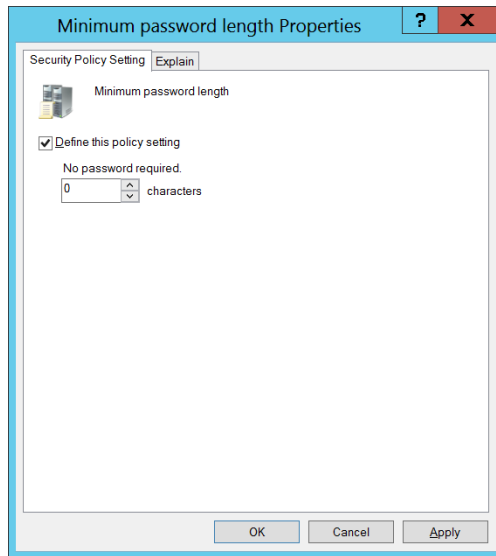 Minimum password length Properties
? X
Security Policy Setting Explain
Minimum password length
Define this policy setting
No password required.
0 characters
OK Cancel Apply